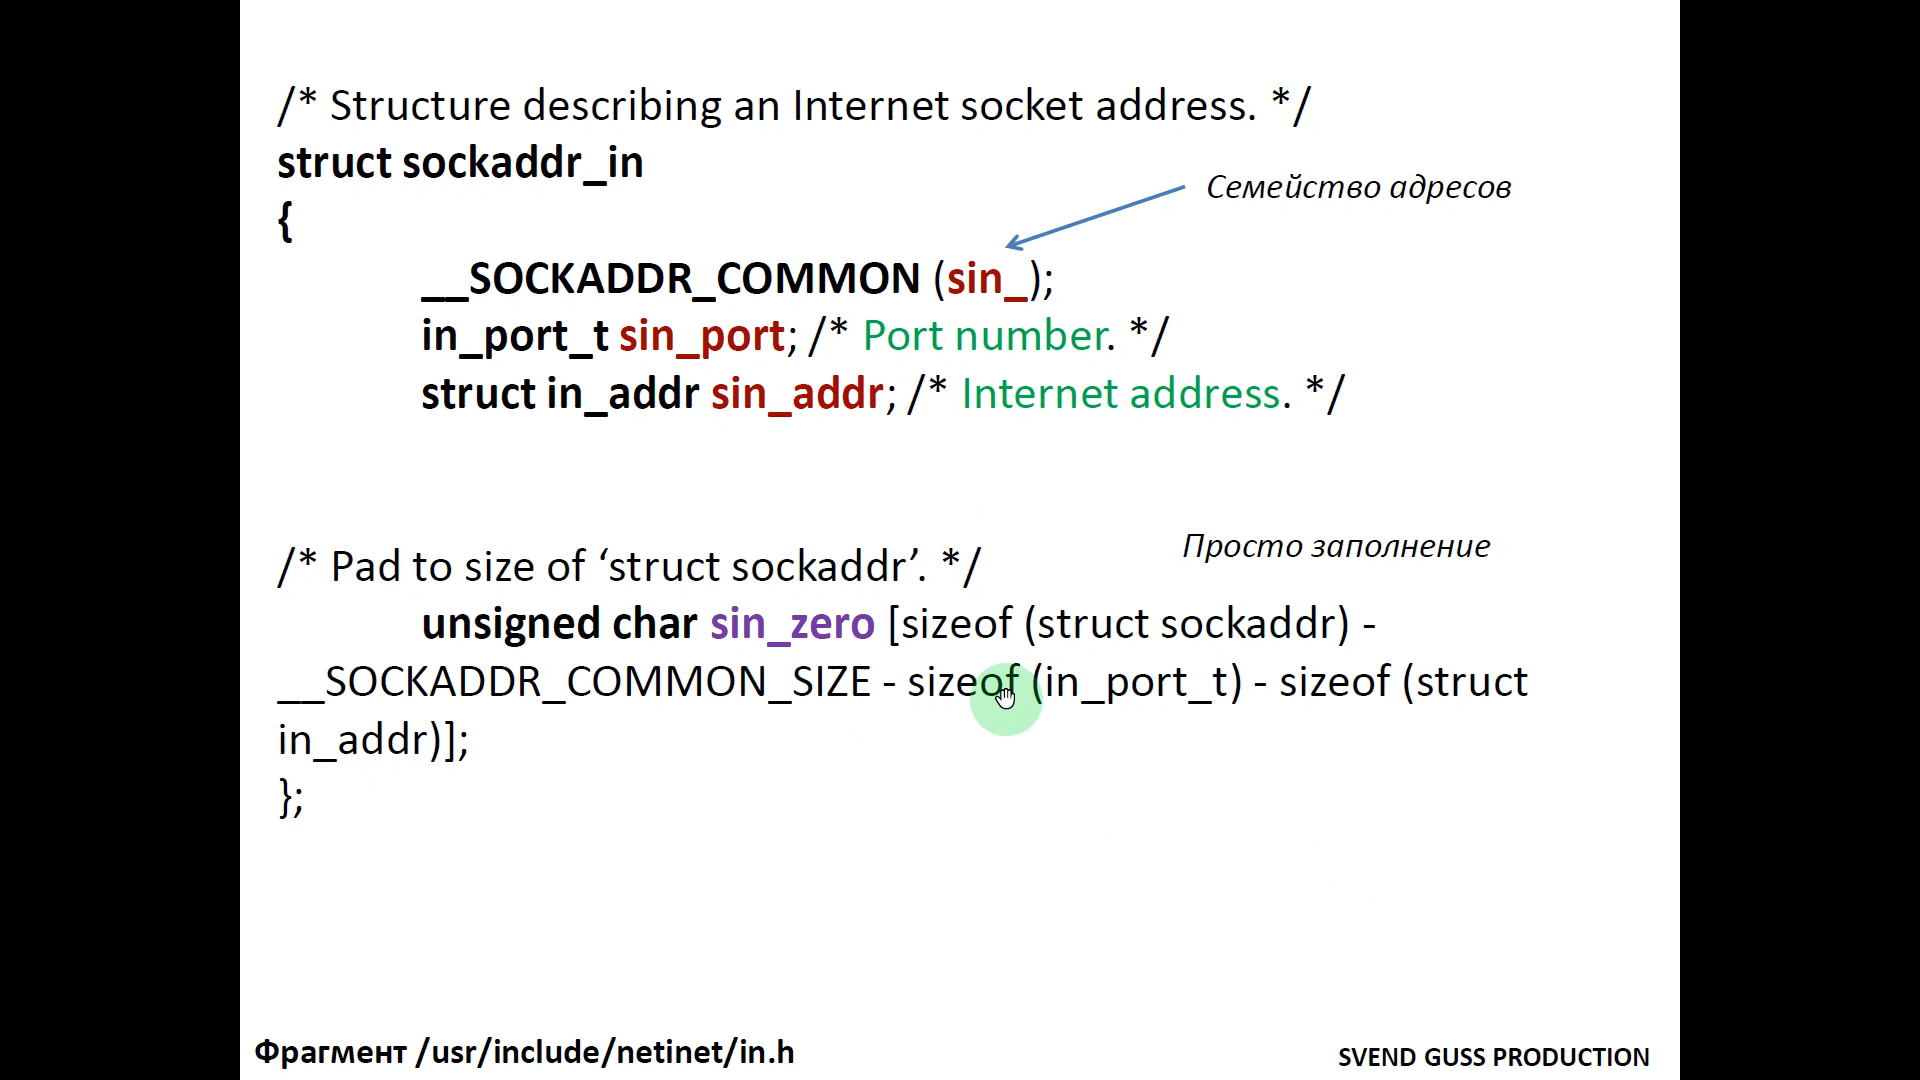 /* Structure describing an Internet socket address. */
struct sockaddr_in
Семейство адресов
{
__SOCKADDR_COMMON (sin_);
in_port_t sin_port; /* Port number. */
struct in_addr sin_addr; /* Internet address. */
Просто заполнение
/* Pad to size of ‘struct sockaddr’. */
unsigned char sin_zero [sizeof (struct sockaddr) -
__SOCKADDR_COMMON_SIZE - sizeof (in_port_t) - sizeof (struct
in_addr)];
};
Фрагмент /usr/include/netinet/in.h
SVEND GUSS PRODUCTION